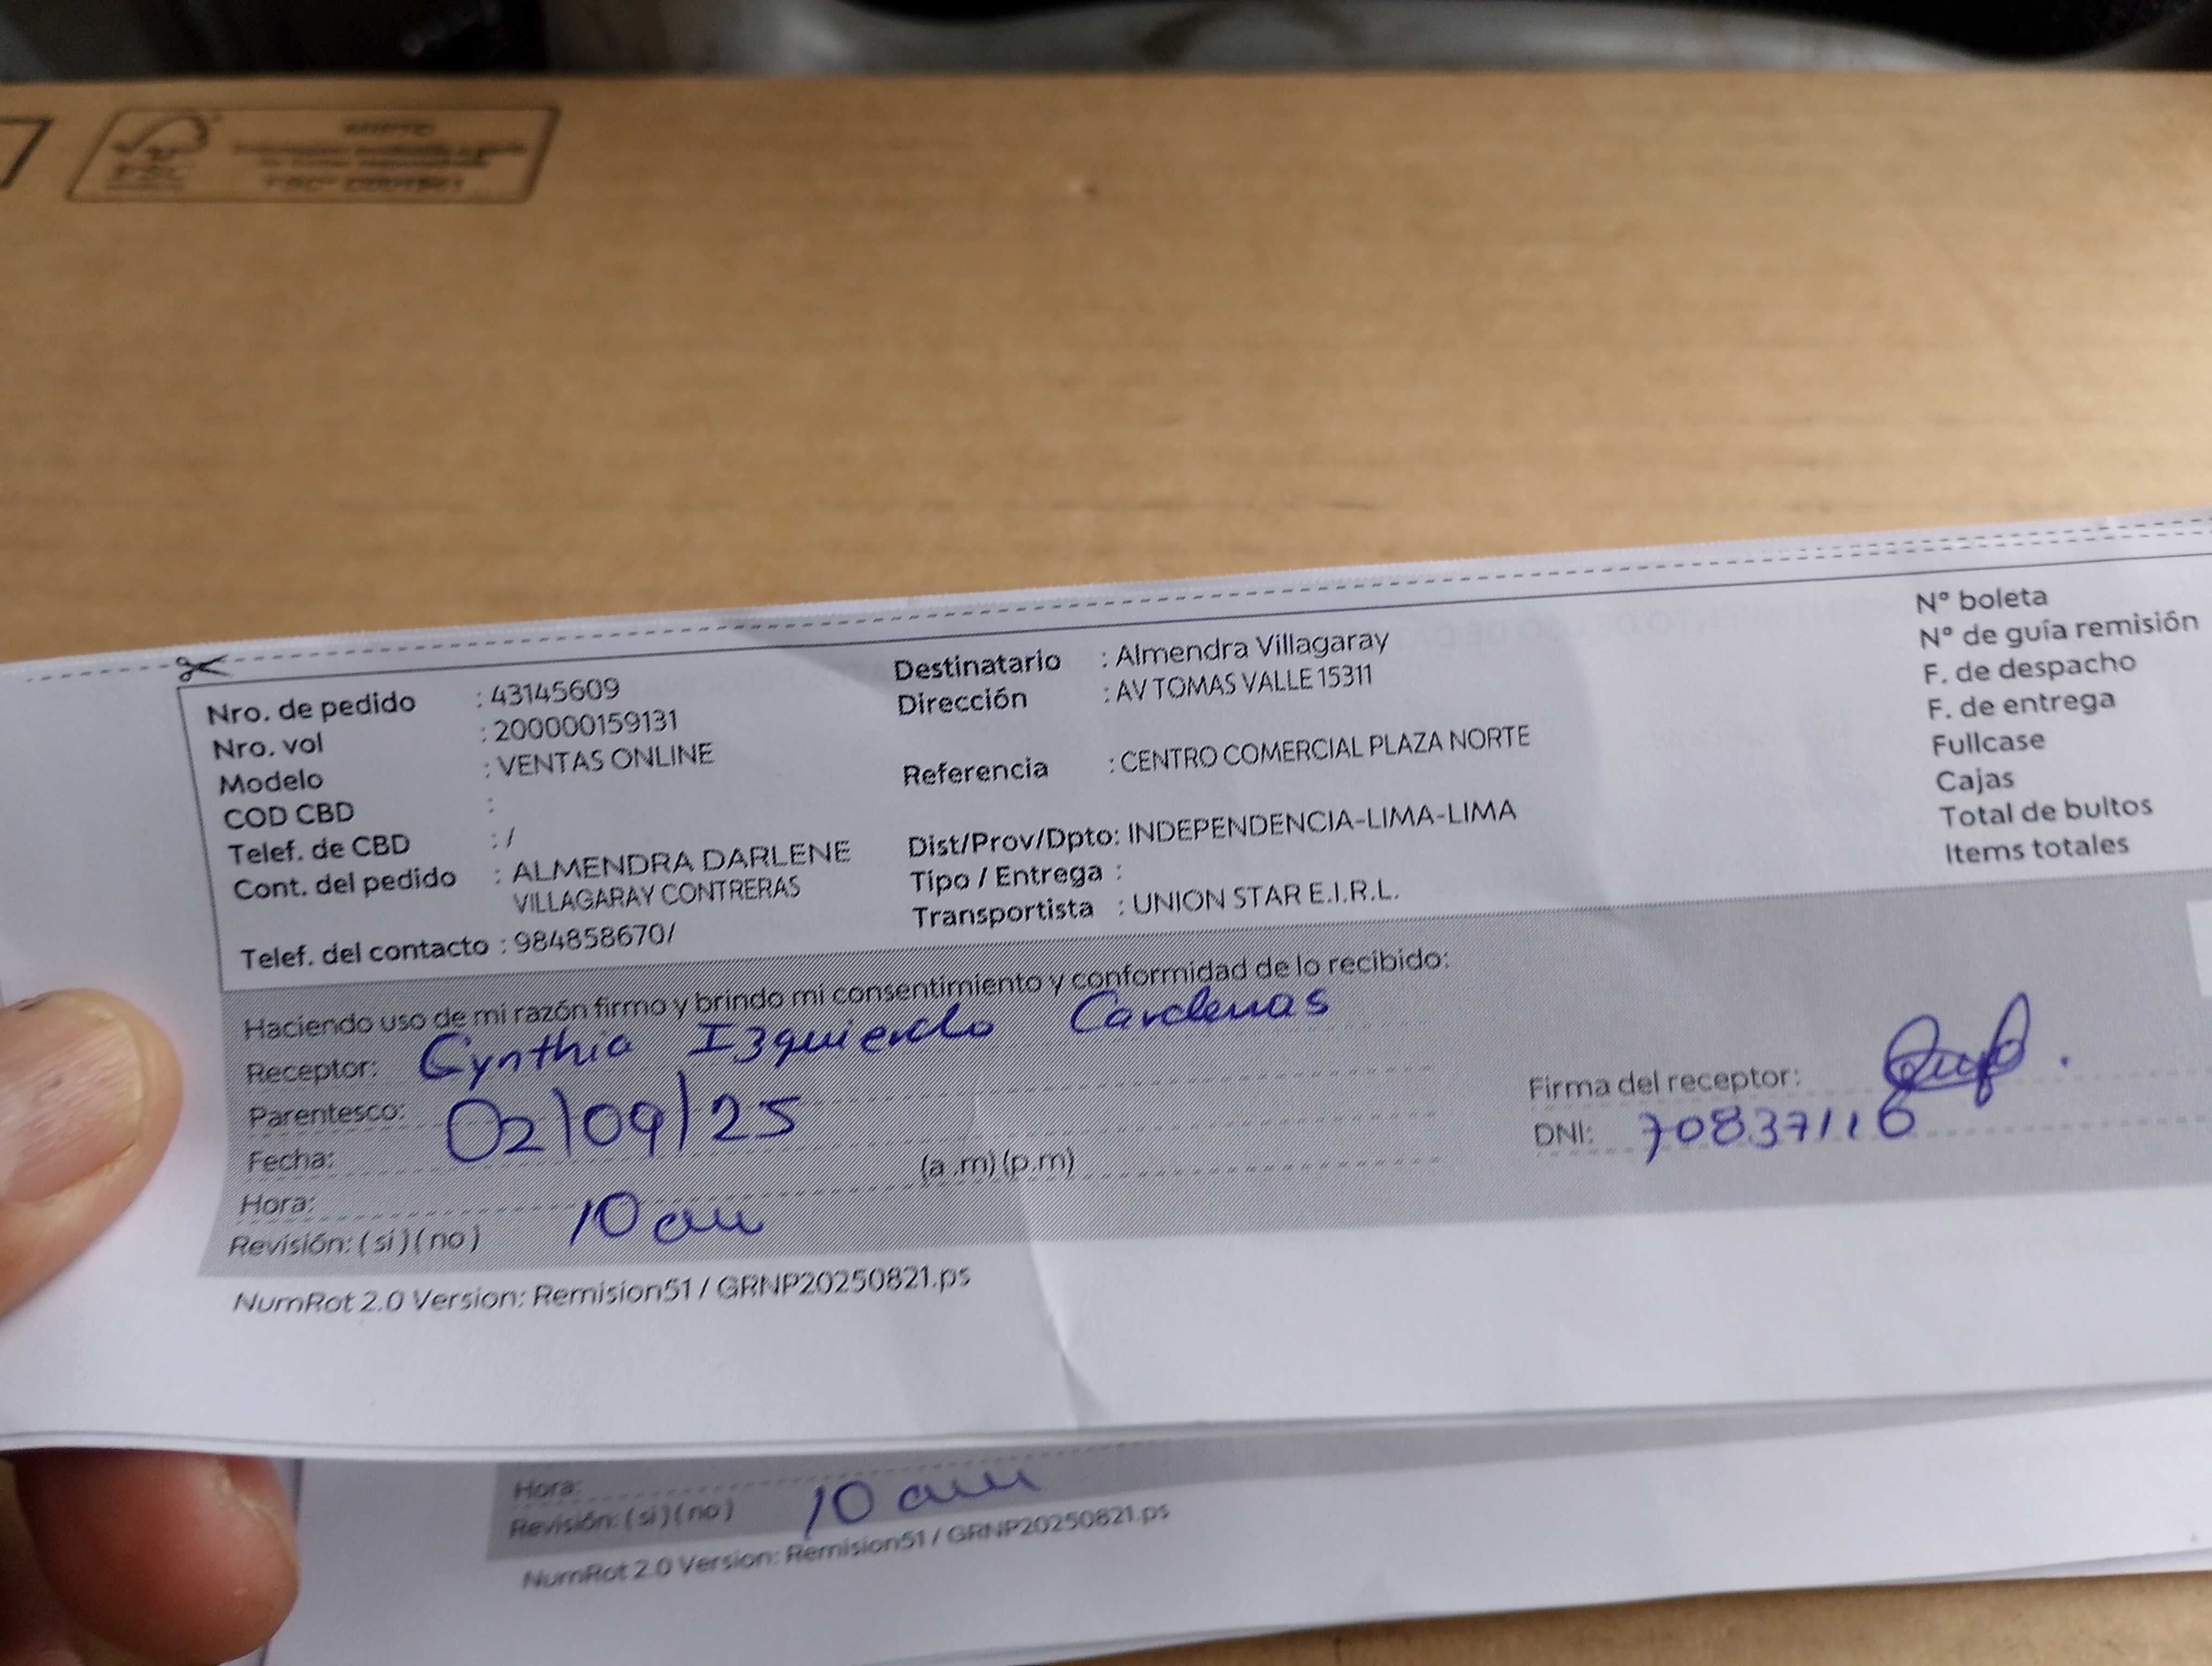 MIXTO
FSC
Nro. de pedido : 43145609
Nro. vol : 200000159131
Modelo : VENTAS ONLINE
COD CBD :
Telef. de CBD : /
Cont. del pedido : ALMENDRA DARLENE
VILLAGARAY CONTRERAS
Telef. del contacto : 984858670/
Destinatario : Almendra Villagaray
Dirección : AV TOMAS VALLE 15311
Referencia : CENTRO COMERCIAL PLAZA NORTE
Dist/Prov/Dpto: INDEPENDENCIA-LIMA-LIMA
Tipo / Entrega :
Transportista : UNION STAR E.I.R.L.
N° boleta
N° de guía remisión
F. de despacho
F. de entrega
Fullcase
Cajas
Total de bultos
Items totales
Haciendo uso de mi razón firmo y brindo mi consentimiento y conformidad de lo recibido:
Receptor: Cynthia Izquierdo Cardenas
Parentesco:
Fecha: 02/09/25
Hora: (a.m) (p.m)
Revisión: (si) (no) 10 am
Firma del receptor:
DNI: 70837116
NumRot 2.0 Version: Remision51 / GRNP20250821.ps
Hora:
Revisión: (si) (no) 10 am
NumRot 2.0 Version: Remision51 / GRNP20250821.ps